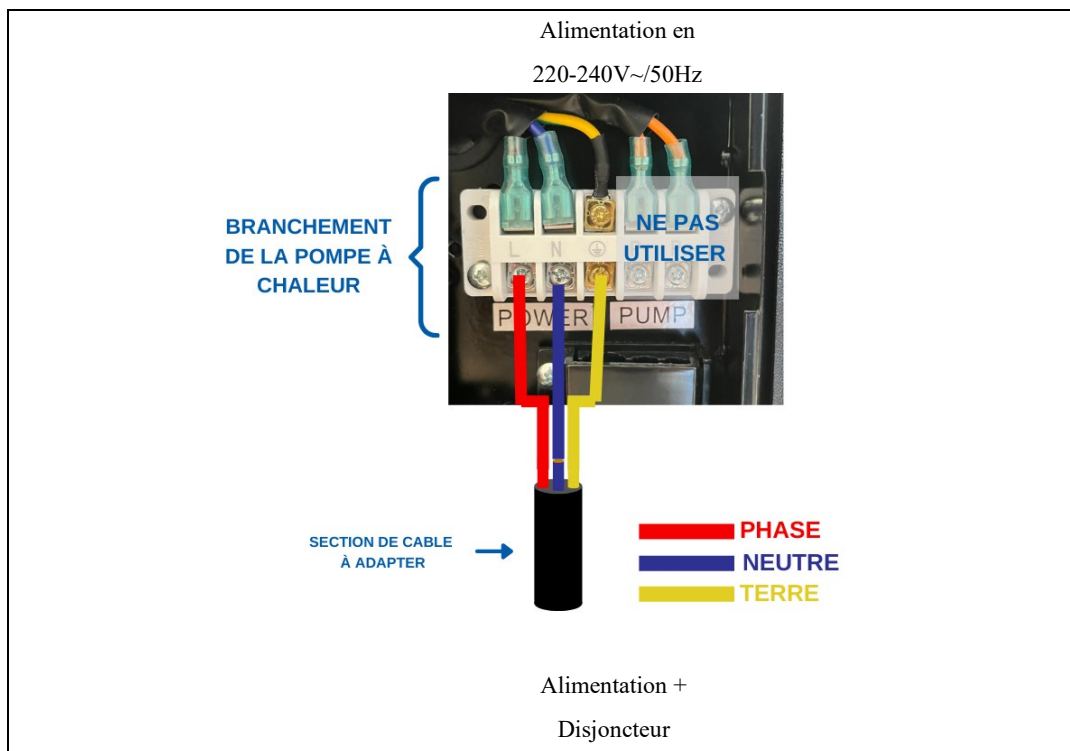 Alimentation en
220-240V~/50Hz
BRANCHEMENT
DE LA POMPE À
CHALEUR
NE PAS
UTILISER
L N
POWER PUMP
SECTION DE CABLE
À ADAPTER
PHASE
NEUTRE
TERRE
Alimentation +
Disjoncteur